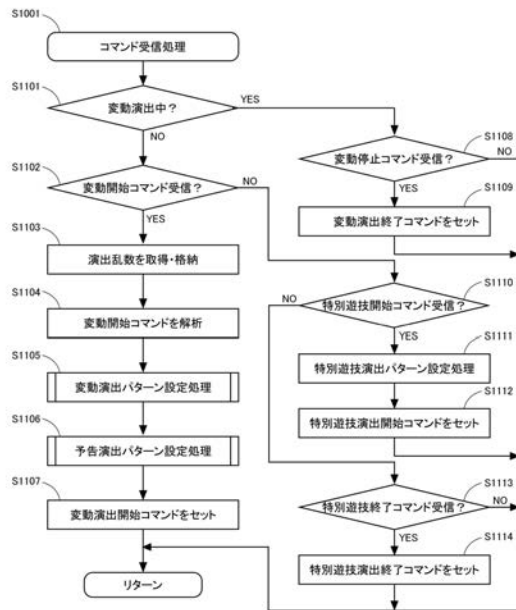 S1001
コマンド受信処理
S1101
変動演出中?
YES
NO
S1102
変動開始コマンド受信?
NO
YES
S1103
演出乱数を取得・格納
S1104
変動開始コマンドを解析
S1105
変動演出パターン設定処理
S1106
予告演出パターン設定処理
S1107
変動演出開始コマンドをセット
リターン
S1108
変動停止コマンド受信?
NO
YES
S1109
変動演出終了コマンドをセット
S1110
特別遊技開始コマンド受信?
NO
YES
S1111
特別遊技演出パターン設定処理
S1112
特別遊技演出開始コマンドをセット
S1113
特別遊技終了コマンド受信?
NO
YES
S1114
特別遊技演出終了コマンドをセット